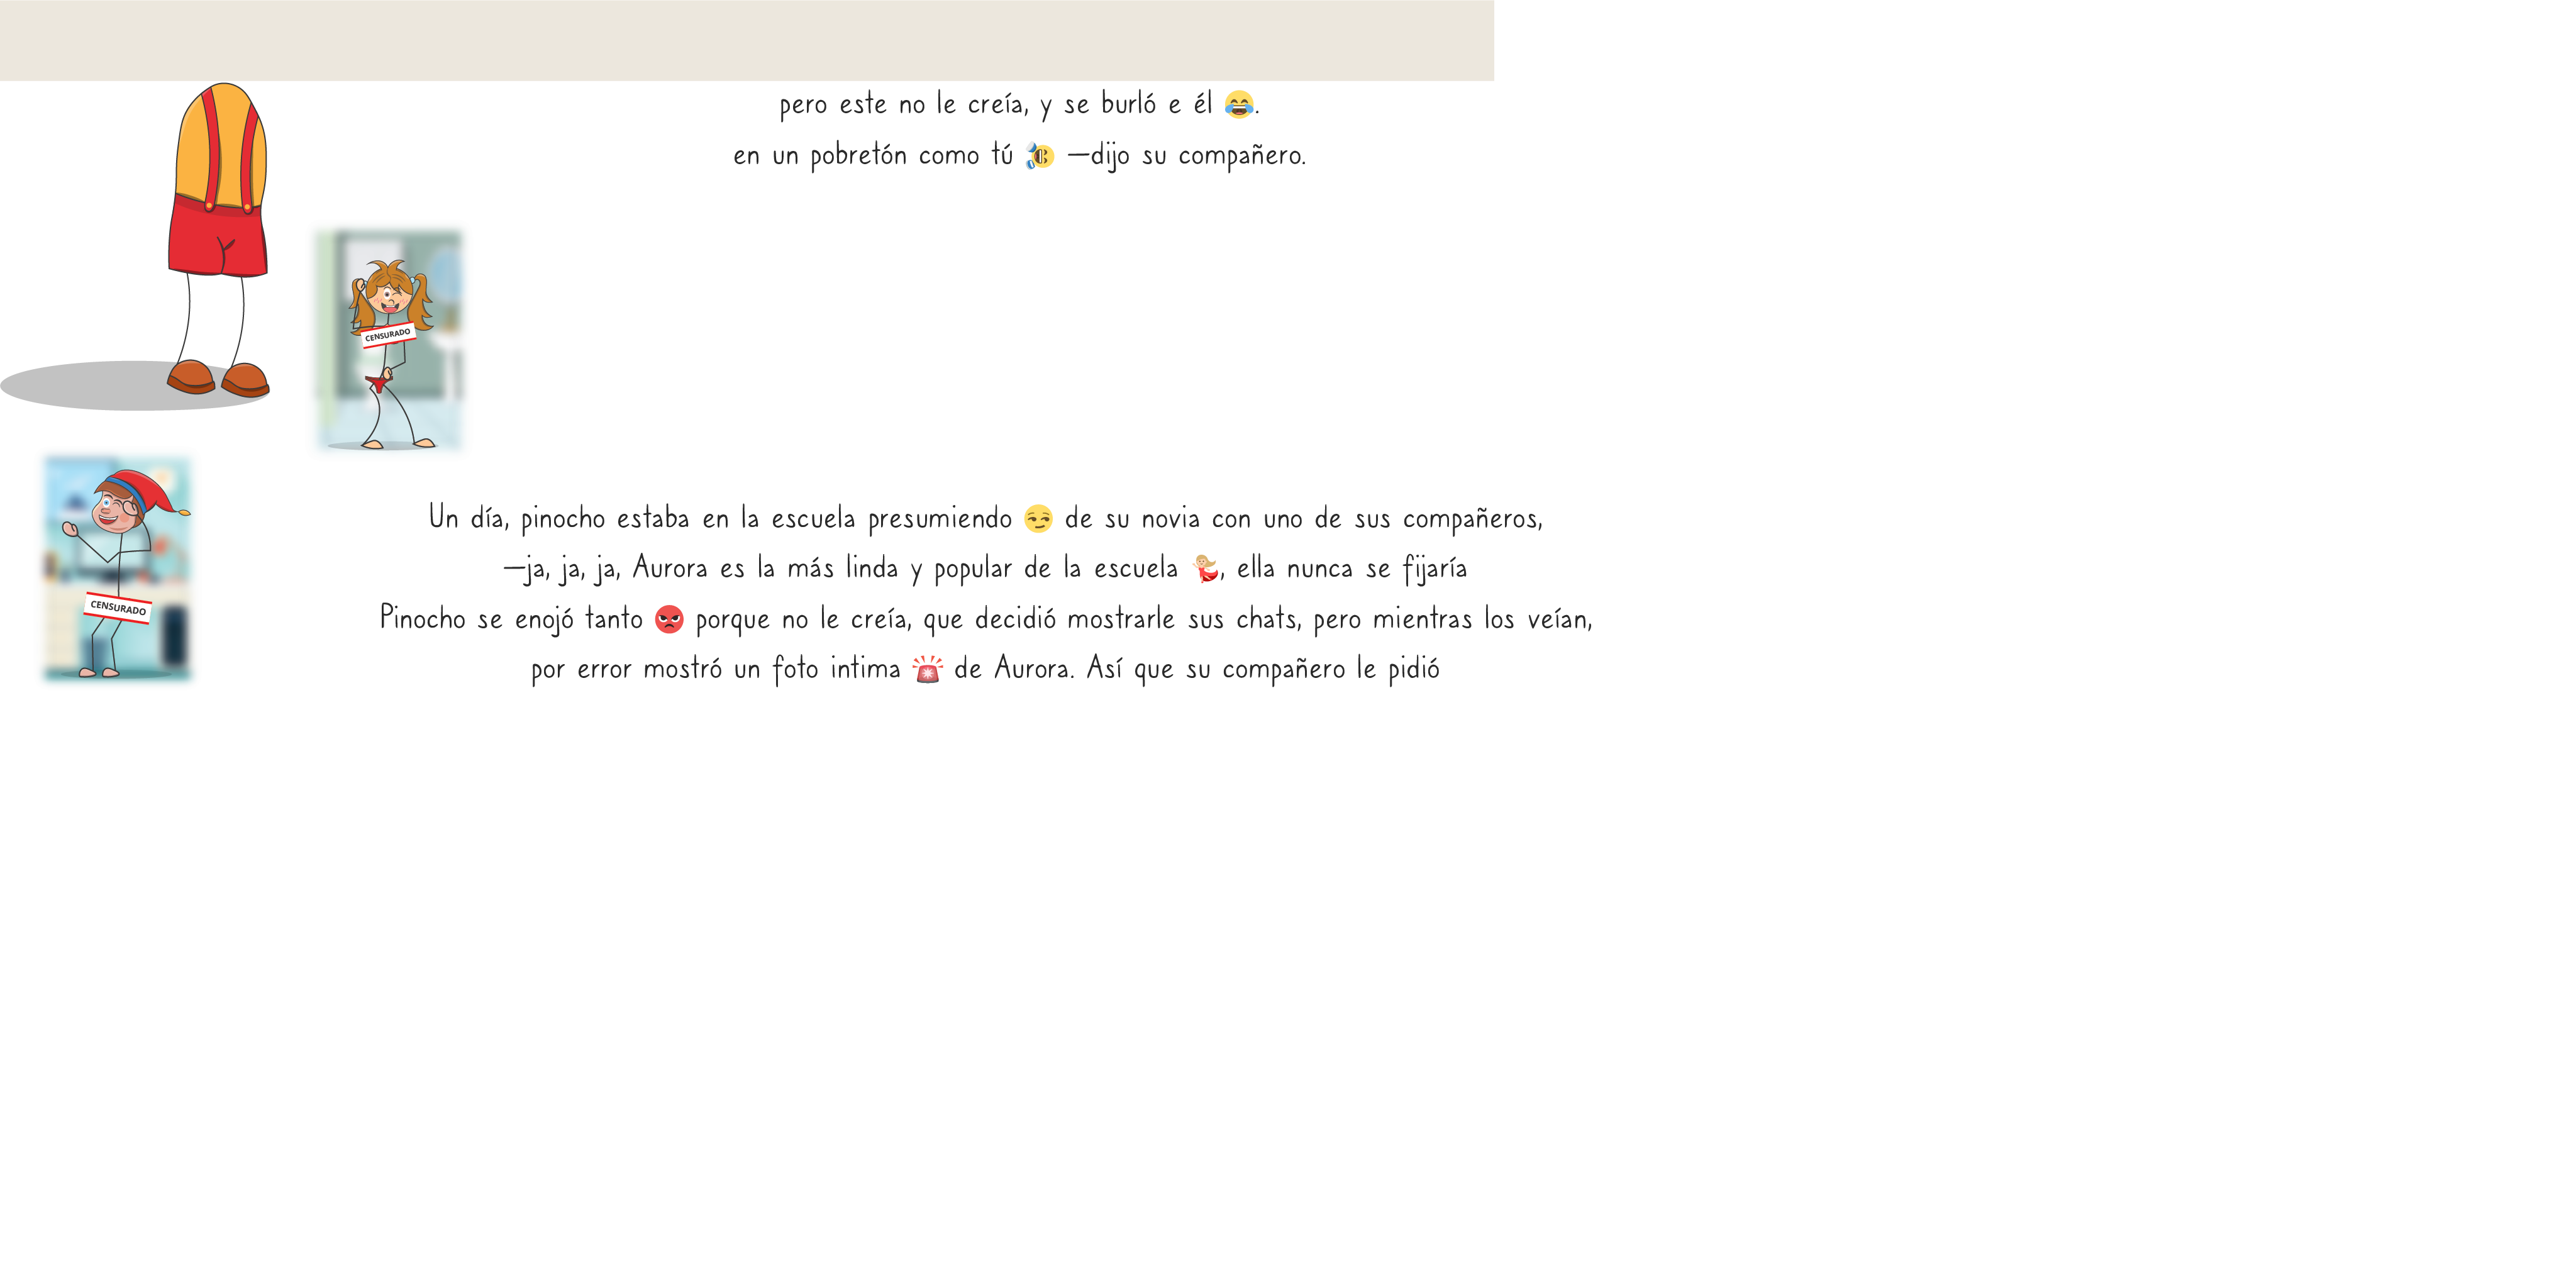 pero este no le creía, y se burló e él 😂.
en un pobretón como tú 🤣 —dijo su compañero.
CENSURADO
Un día, pinocho estaba en la escuela presumiendo 😏 de su novia con uno de sus compañeros,
—ja, ja, ja, Aurora es la más linda y popular de la escuela 💃🏼, ella nunca se fijaría
CENSURADO
Pinocho se enojó tanto 😡 porque no le creía, que decidió mostrarle sus chats, pero mientras los veían,
por error mostró un foto intima 🚨 de Aurora. Así que su compañero le pidió